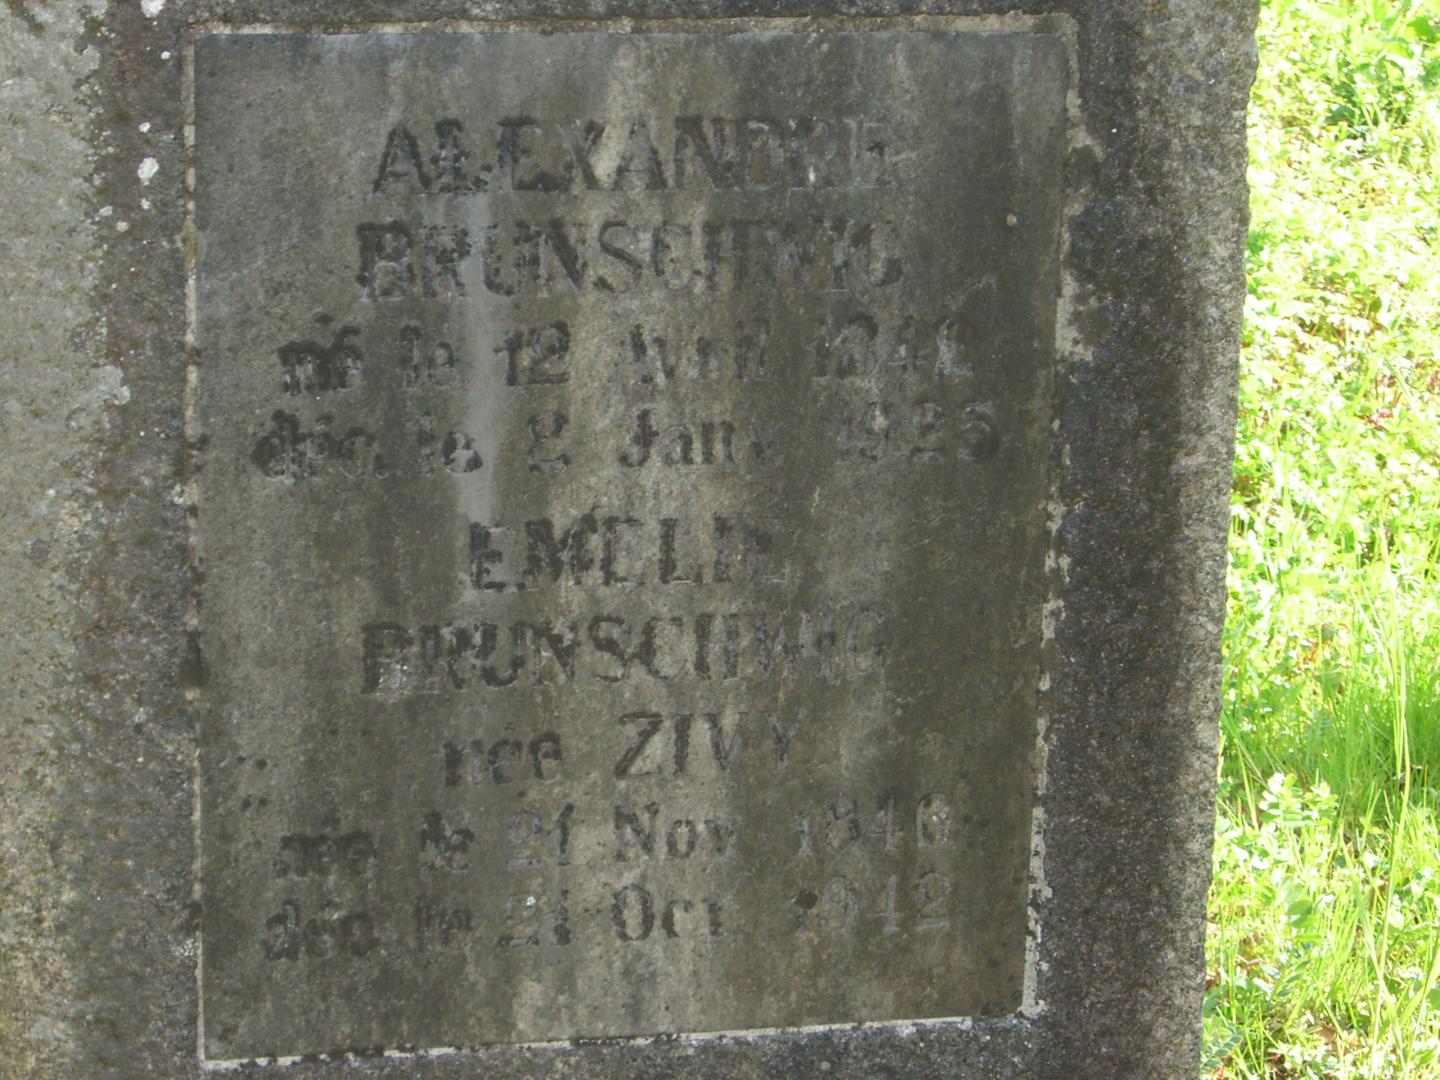 ALEXANDRE
BRUNSCHWIG
né le 12 Avril 1842
déc. le 2 Janv. 1925
EMELIE
BRUNSCHWIG
née ZIVY
née le 21 Nov. 1846
déc. le 21 Oct. 1942